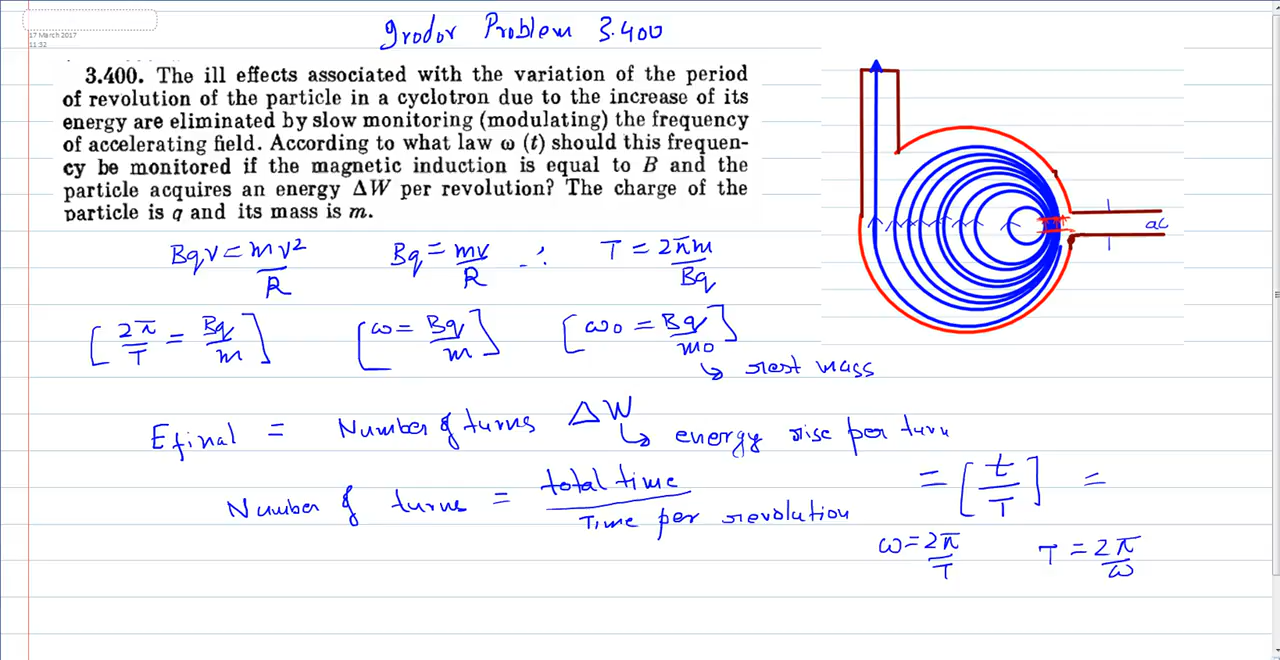 17 March 2017
11:32
Irodov Problem 3.400
3.400. The ill effects associated with the variation of the period
of revolution of the particle in a cyclotron due to the increase of its
energy are eliminated by slow monitoring (modulating) the frequency
of accelerating field. According to what law ω (t) should this frequen-
cy be monitored if the magnetic induction is equal to B and the
particle acquires an energy ΔW per revolution? The charge of the
particle is q and its mass is m.
ac
Bqv = mv²/R Bq = mv/R ∴ T = 2πm/Bq
[2π/T = Bq/m] [ω = Bq/m] [ω0 = Bq/m0]
↳ rest mass
Efinal = Number of turns ΔW
↳ energy rise per turn
Number of turns = total time/Time per revolution = [t/T] =
ω = 2π/T T = 2π/ω